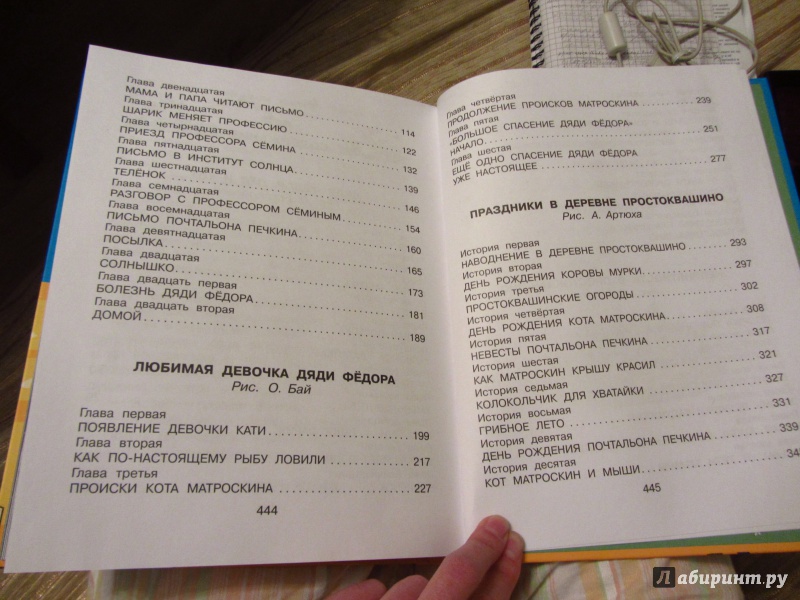 Глава двенадцатая
МАМА И ПАПА ЧИТАЮТ ПИСЬМО . . . . . . . . . . . . . 114
Глава тринадцатая
ШАРИК МЕНЯЕТ ПРОФЕССИЮ . . . . . . . . . . . . . . 122
Глава четырнадцатая
ПРИЕЗД ПРОФЕССОРА СЁМИНА . . . . . . . . . . . . . 132
Глава пятнадцатая
ПИСЬМО В ИНСТИТУТ СОЛНЦА . . . . . . . . . . . . . 139
Глава шестнадцатая
ТЕЛЁНОК . . . . . . . . . . . . . . . . . . . . . . . . . 146
Глава семнадцатая
РАЗГОВОР С ПРОФЕССОРОМ СЁМИНЫМ . . . . . . . . 154
Глава восемнадцатая
ПИСЬМО ПОЧТАЛЬОНА ПЕЧКИНА . . . . . . . . . . . . 160
Глава девятнадцатая
ПОСЫЛКА . . . . . . . . . . . . . . . . . . . . . . . . . 165
Глава двадцатая
СОЛНЫШКО . . . . . . . . . . . . . . . . . . . . . . . . 173
Глава двадцать первая
БОЛЕЗНЬ ДЯДИ ФЁДОРА . . . . . . . . . . . . . . . . . 181
Глава двадцать вторая
ДОМОЙ . . . . . . . . . . . . . . . . . . . . . . . . . . 189
ЛЮБИМАЯ ДЕВОЧКА ДЯДИ ФЁДОРА
Рис. О. Бай
Глава первая
ПОЯВЛЕНИЕ ДЕВОЧКИ КАТИ . . . . . . . . . . . . . . . 199
Глава вторая
КАК ПО-НАСТОЯЩЕМУ РЫБУ ЛОВИЛИ . . . . . . . . . . 217
Глава третья
ПРОИСКИ КОТА МАТРОСКИНА . . . . . . . . . . . . . . 227
444
Глава четвёртая
ПРОДОЛЖЕНИЕ ПРОИСКОВ МАТРОСКИНА . . . . . . . . 239
Глава пятая
«БОЛЬШОЕ СПАСЕНИЕ ДЯДИ ФЁДОРА»
НАЧАЛО . . . . . . . . . . . . . . . . . . . . . . . . . 251
Глава шестая
ЕЩЁ ОДНО СПАСЕНИЕ ДЯДИ ФЁДОРА
УЖЕ НАСТОЯЩЕЕ . . . . . . . . . . . . . . . . . . . . 277
ПРАЗДНИКИ В ДЕРЕВНЕ ПРОСТОКВАШИНО
Рис. А. Артюха
История первая
НАВОДНЕНИЕ В ДЕРЕВНЕ ПРОСТОКВАШИНО . . . . . . 293
История вторая
ДЕНЬ РОЖДЕНИЯ КОРОВЫ МУРКИ . . . . . . . . . . . . 297
История третья
ПРОСТОКВАШИНСКИЕ ОГОРОДЫ . . . . . . . . . . . . . 302
История четвёртая
ДЕНЬ РОЖДЕНИЯ КОТА МАТРОСКИНА . . . . . . . . . . 308
История пятая
НЕВЕСТЫ ПОЧТАЛЬОНА ПЕЧКИНА . . . . . . . . . . . . 317
История шестая
КАК МАТРОСКИН КРЫШУ КРАСИЛ . . . . . . . . . . . . 321
История седьмая
КОЛОКОЛЬЧИК ДЛЯ ХВАТАЙКИ . . . . . . . . . . . . . 327
История восьмая
ГРИБНОЕ ЛЕТО . . . . . . . . . . . . . . . . . . . . . . 331
История девятая
ДЕНЬ РОЖДЕНИЯ ПОЧТАЛЬОНА ПЕЧКИНА . . . . . . . . 339
История десятая
КОТ МАТРОСКИН И МЫШИ . . . . . . . . . . . . . . . . 34
445
Лабиринт.ру